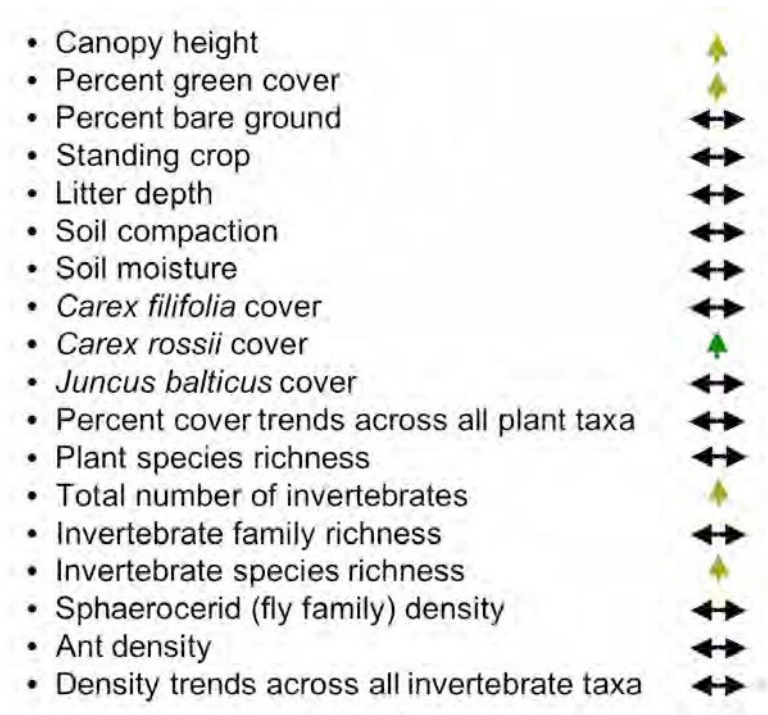 • Canopy height
• Percent green cover
• Percent bare ground
• Standing crop
• Litter depth
• Soil compaction
• Soil moisture
• Carex filifolia cover
• Carex rossii cover
• Juncus balticus cover
• Percent cover trends across all plant taxa
• Plant species richness
• Total number of invertebrates
• Invertebrate family richness
• Invertebrate species richness
• Sphaerocerid (fly family) density
• Ant density
• Density trends across all invertebrate taxa